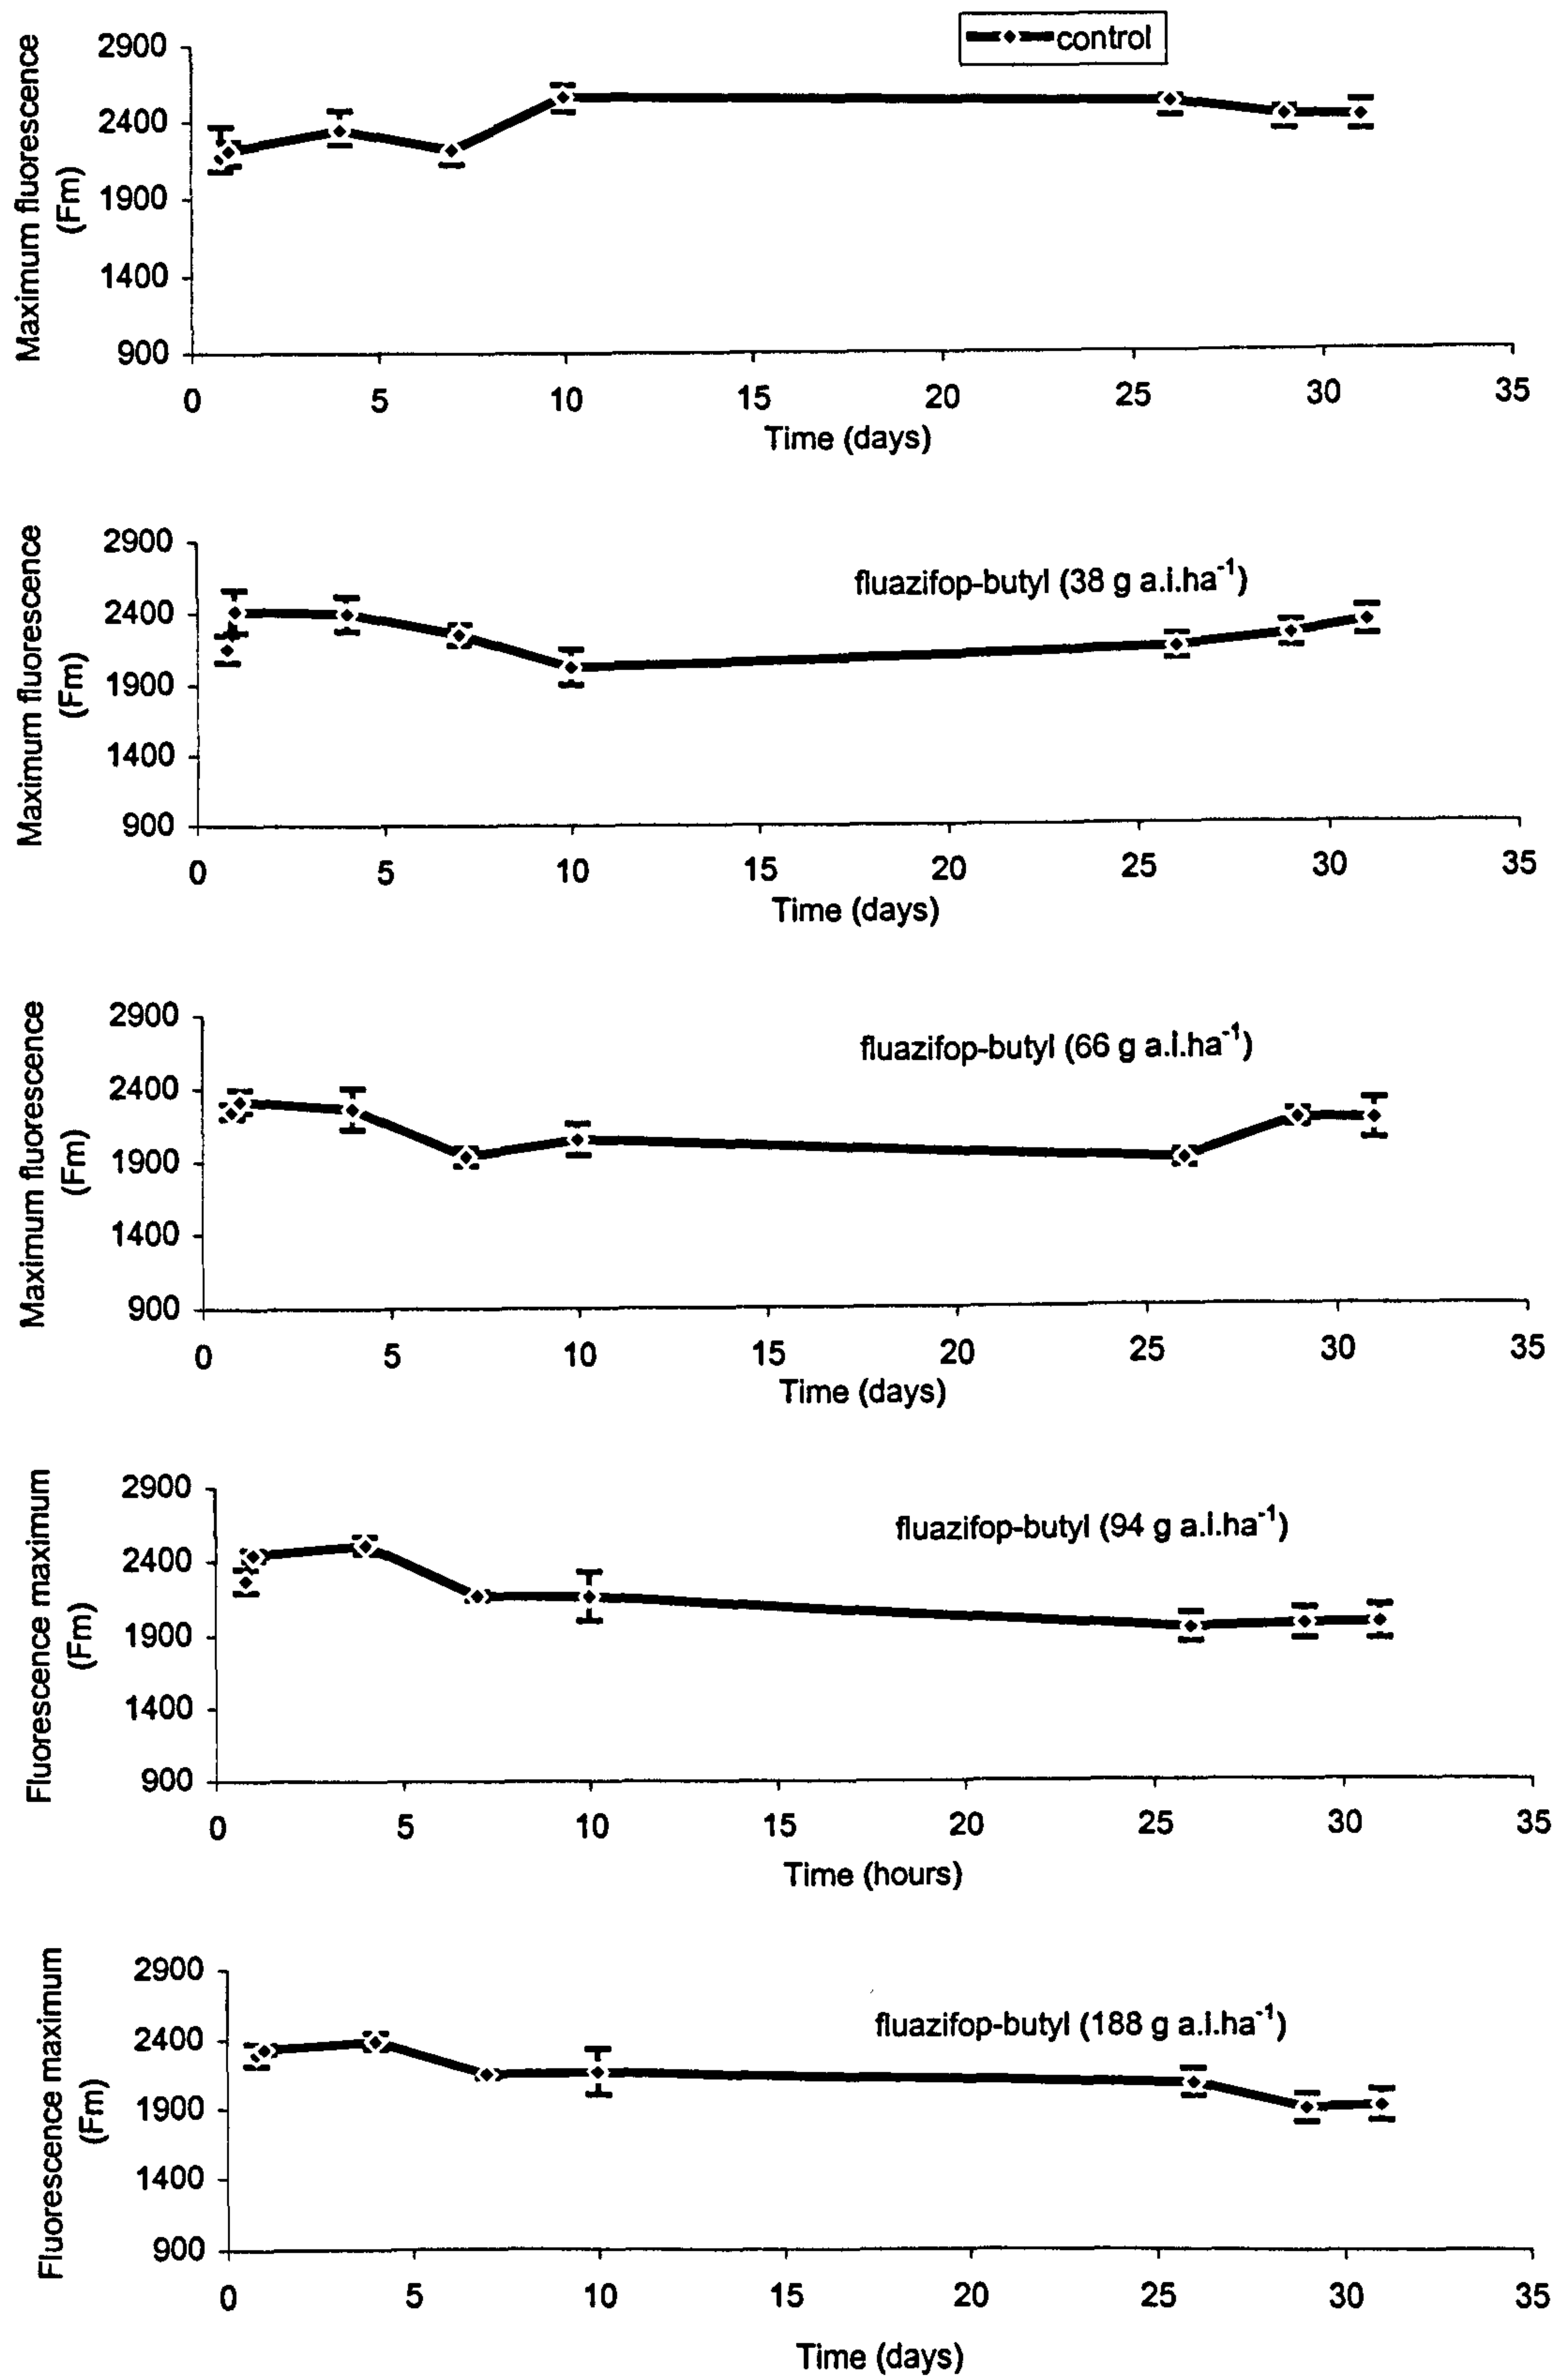 control
2900
2400
1900
1400
900
Maximum fluorescence
(Fm)
0 5 10 15 20 25 30 35
Time (days)
fluazifop-butyl (38 g a.i.ha⁻¹)
2900
2400
1900
1400
900
Maximum fluorescence
(Fm)
0 5 10 15 20 25 30 35
Time (days)
fluazifop-butyl (66 g a.i.ha⁻¹)
2900
2400
1900
1400
900
Maximum fluorescence
(Fm)
0 5 10 15 20 25 30 35
Time (days)
fluazifop-butyl (94 g a.i.ha⁻¹)
2900
2400
1900
1400
900
Fluorescence maximum
(Fm)
0 5 10 15 20 25 30 35
Time (hours)
fluazifop-butyl (188 g a.i.ha⁻¹)
2900
2400
1900
1400
900
Fluorescence maximum
(Fm)
0 5 10 15 20 25 30 35
Time (days)